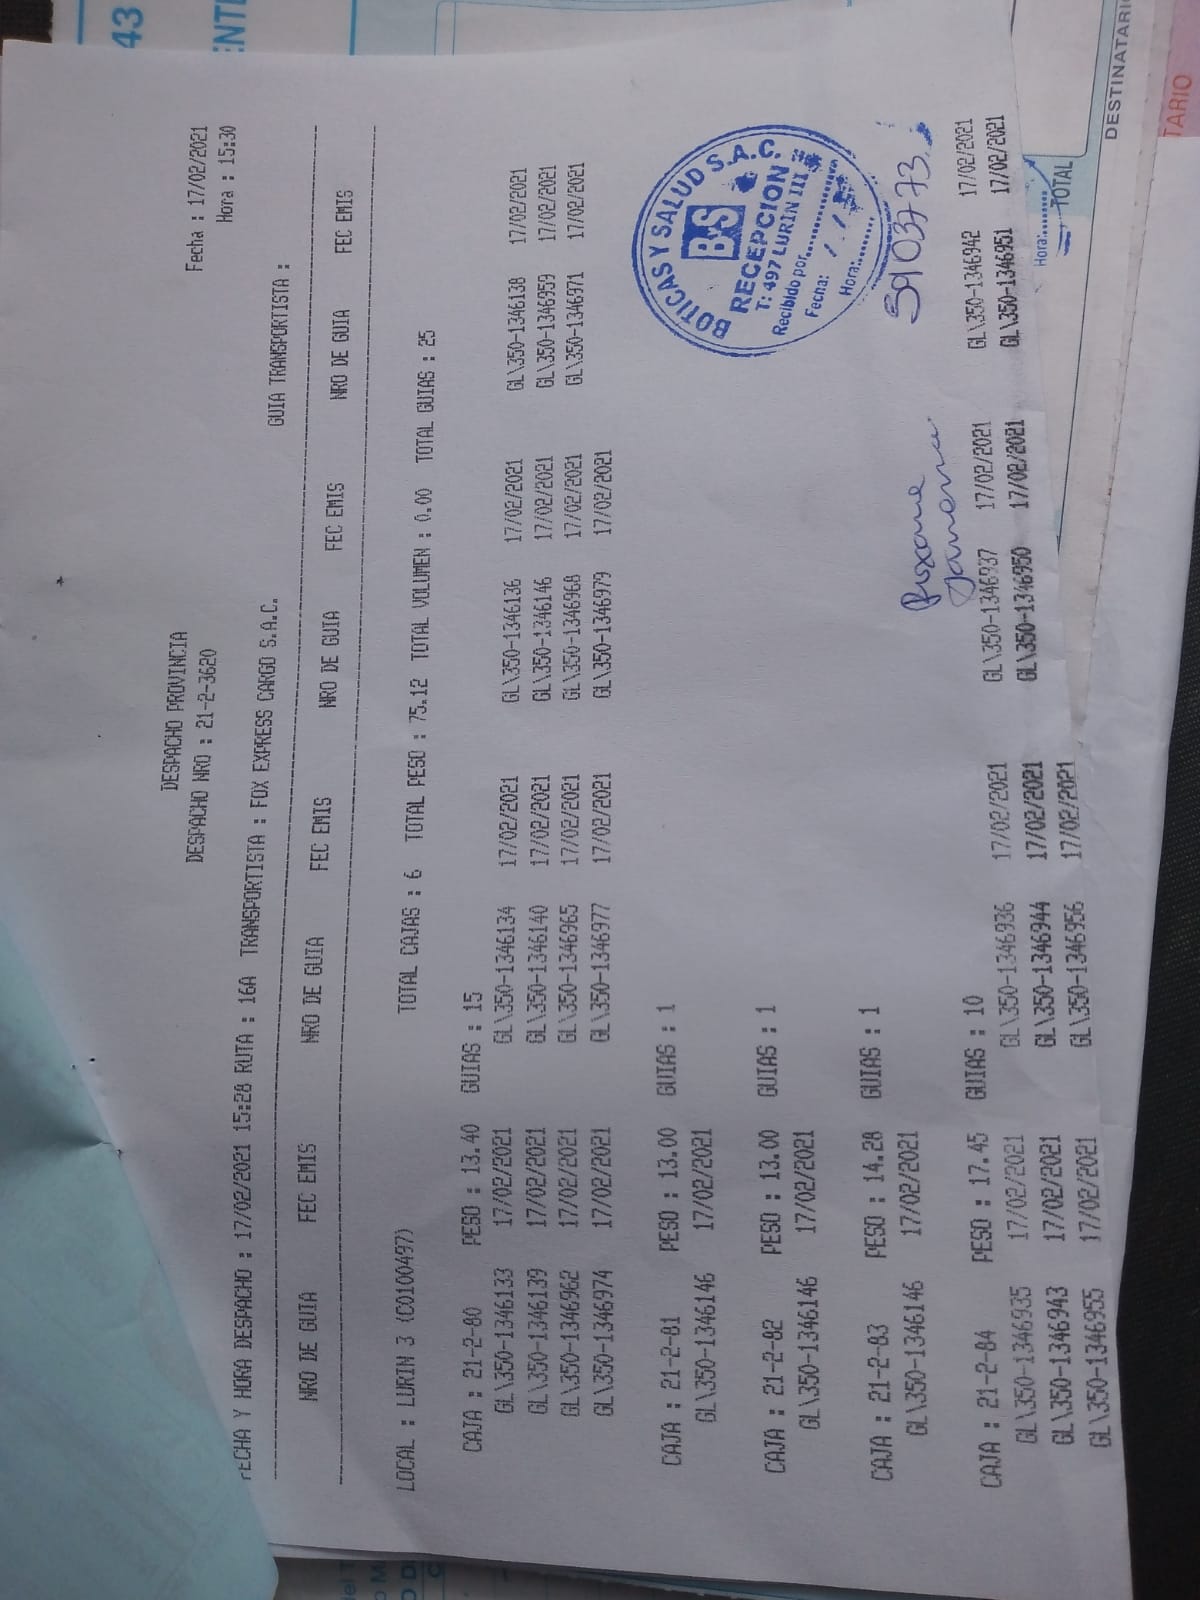 DESPACHO PROVINCIA
Fecha : 17/02/2021
DESPACHO NRO : 21-2-3620
Hora : 15:30
FECHA Y HORA DESPACHO : 17/02/2021 15:28 RUTA : 16A TRANSPORTISTA : FOX EXPRESS CARGO S.A.C. GUIA TRANSPORTISTA :
NRO DE GUIA FEC EMIS NRO DE GUIA FEC EMIS NRO DE GUIA FEC EMIS NRO DE GUIA FEC EMIS
LOCAL : LURIN 3 (C0100497) TOTAL CAJAS : 6 TOTAL PESO : 75.12 TOTAL VOLUMEN : 0.00 TOTAL GUIAS : 25
CAJA : 21-2-80 PESO : 13.40 GUIAS : 15
GL\350-1346133 17/02/2021 GL\350-1346134 17/02/2021 GL\350-1346136 17/02/2021 GL\350-1346138 17/02/2021
GL\350-1346139 17/02/2021 GL\350-1346140 17/02/2021 GL\350-1346146 17/02/2021 GL\350-1346959 17/02/2021
GL\350-1346962 17/02/2021 GL\350-1346965 17/02/2021 GL\350-1346968 17/02/2021 GL\350-1346971 17/02/2021
GL\350-1346974 17/02/2021 GL\350-1346977 17/02/2021 GL\350-1346979 17/02/2021
CAJA : 21-2-81 PESO : 13.00 GUIAS : 1
GL\350-1346146 17/02/2021
CAJA : 21-2-82 PESO : 13.00 GUIAS : 1
GL\350-1346146 17/02/2021
CAJA : 21-2-83 PESO : 14.28 GUIAS : 1
GL\350-1346146 17/02/2021
CAJA : 21-2-84 PESO : 17.45 GUIAS : 10
GL\350-1346935 17/02/2021 GL\350-1346936 17/02/2021 GL\350-1346937 17/02/2021 GL\350-1346942 17/02/2021
GL\350-1346943 17/02/2021 GL\350-1346944 17/02/2021 GL\350-1346950 17/02/2021 GL\350-1346951 17/02/2021
GL\350-1346955 17/02/2021 GL\350-1346956 17/02/2021
BOTICAS Y SALUD S.A.C.
B·S
RECEPCION
T: 497 LURIN III
Recibido por:
Fecha: / /
Hora:
Roxane
Hora:
TOTAL
DESTINATARIO
TARIO
43
ENTE